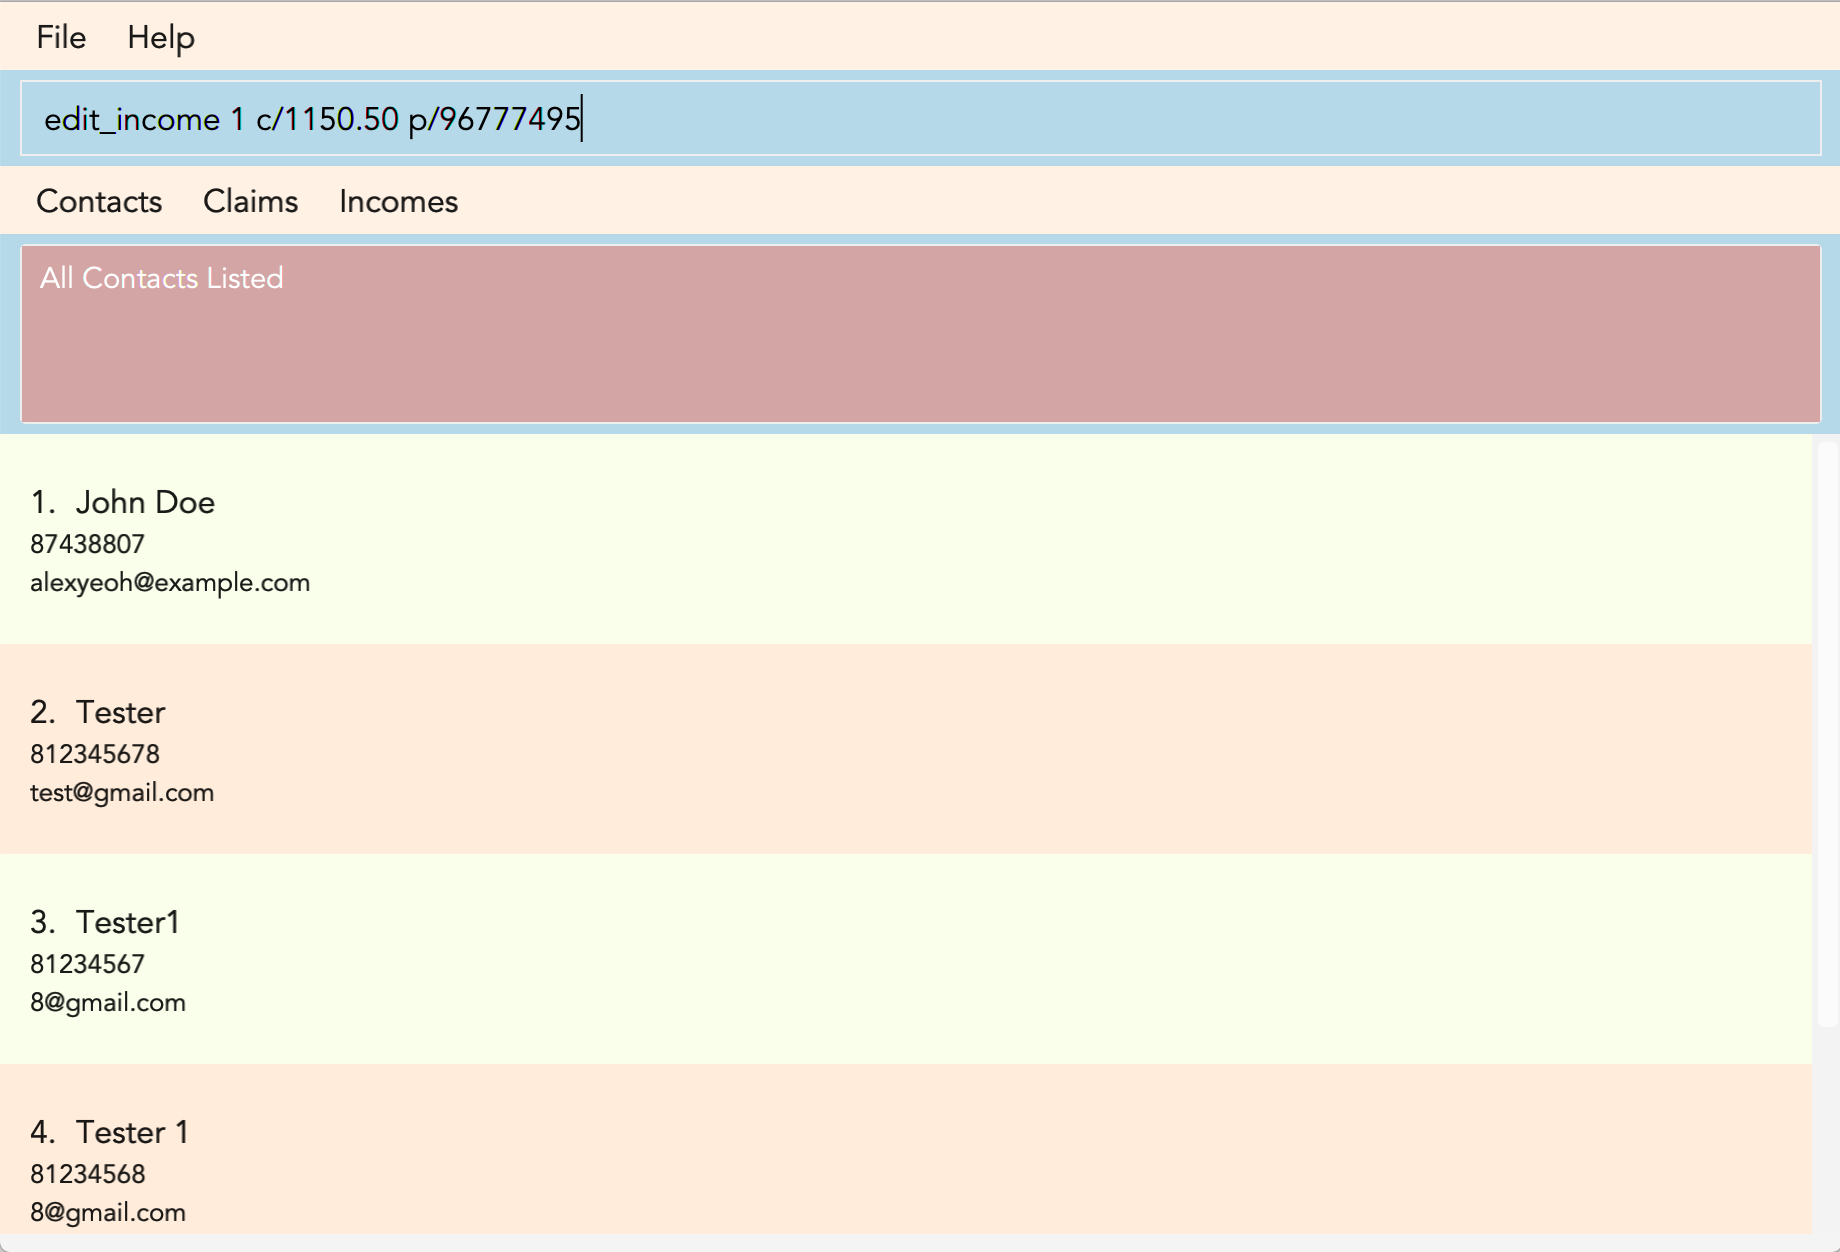 File Help
edit_income 1 c/1150.50 p/96777495
Contacts Claims Incomes
All Contacts Listed
1. John Doe
87438807
alexyeoh@example.com
2. Tester
812345678
test@gmail.com
3. Tester1
81234567
8@gmail.com
4. Tester 1
81234568
8@gmail.com